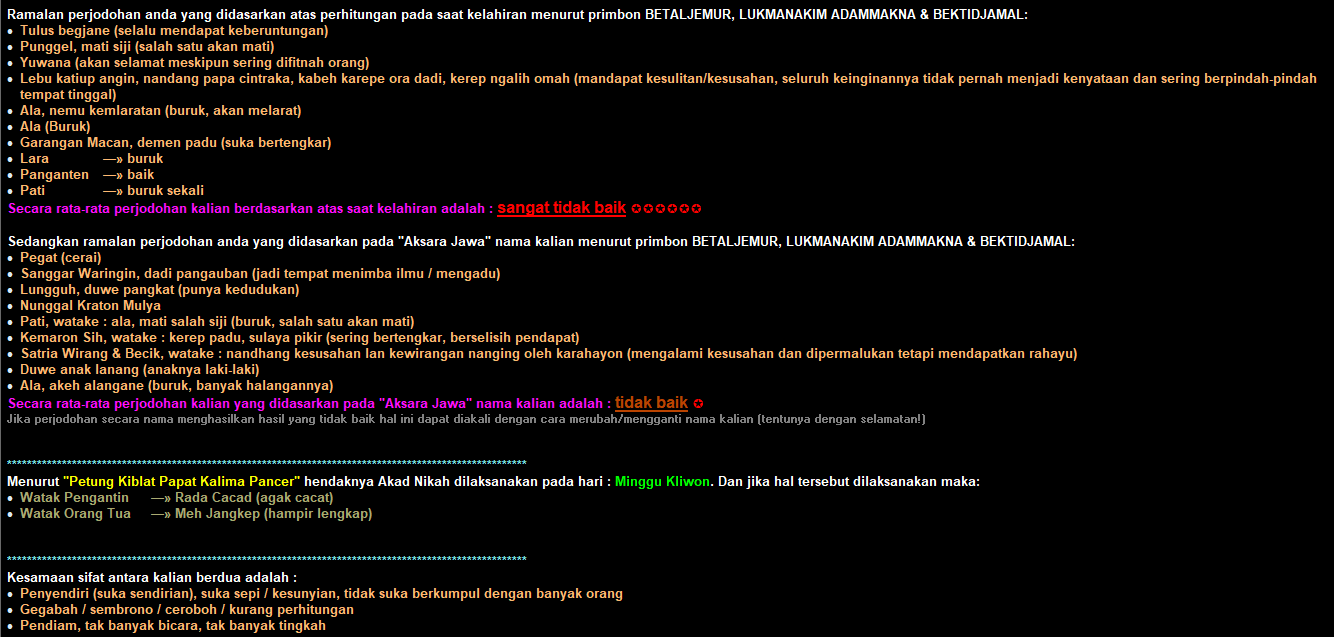 Ramalan perjodohan anda yang didasarkan atas perhitungan pada saat kelahiran menurut primbon BETALJEMUR, LUKMANAKIM ADAMMAKNA & BEKTIDJAMAL:
• Tulus begjane (selalu mendapat keberuntungan)
• Punggel, mati siji (salah satu akan mati)
• Yuwana (akan selamat meskipun sering difitnah orang)
• Lebu katiup angin, nandang papa cintraka, kabeh karepe ora dadi, kerep ngalih omah (mandapat kesulitan/kesusahan, seluruh keinginannya tidak pernah menjadi kenyataan dan sering berpindah-pindah
tempat tinggal)
• Ala, nemu kemlaratan (buruk, akan melarat)
• Ala (Buruk)
• Garangan Macan, demen padu (suka bertengkar)
• Lara —» buruk
• Panganten —» baik
• Pati —» buruk sekali
Secara rata-rata perjodohan kalian berdasarkan atas saat kelahiran adalah : sangat tidak baik ✪✪✪✪✪✪
Sedangkan ramalan perjodohan anda yang didasarkan pada "Aksara Jawa" nama kalian menurut primbon BETALJEMUR, LUKMANAKIM ADAMMAKNA & BEKTIDJAMAL:
• Pegat (cerai)
• Sanggar Waringin, dadi pangauban (jadi tempat menimba ilmu / mengadu)
• Lungguh, duwe pangkat (punya kedudukan)
• Nunggal Kraton Mulya
• Pati, watake : ala, mati salah siji (buruk, salah satu akan mati)
• Kemaron Sih, watake : kerep padu, sulaya pikir (sering bertengkar, berselisih pendapat)
• Satria Wirang & Becik, watake : nandhang kesusahan lan kewirangan nanging oleh karahayon (mengalami kesusahan dan dipermalukan tetapi mendapatkan rahayu)
• Duwe anak lanang (anaknya laki-laki)
• Ala, akeh alangane (buruk, banyak halangannya)
Secara rata-rata perjodohan kalian yang didasarkan pada "Aksara Jawa" nama kalian adalah : tidak baik ✪
Jika perjodohan secara nama menghasilkan hasil yang tidak baik hal ini dapat diakali dengan cara merubah/mengganti nama kalian (tentunya dengan selamatan!)
*********************************************************************************************************
Menurut "Petung Kiblat Papat Kalima Pancer" hendaknya Akad Nikah dilaksanakan pada hari : Minggu Kliwon. Dan jika hal tersebut dilaksanakan maka:
• Watak Pengantin —» Rada Cacad (agak cacat)
• Watak Orang Tua —» Meh Jangkep (hampir lengkap)
*********************************************************************************************************
Kesamaan sifat antara kalian berdua adalah :
• Penyendiri (suka sendirian), suka sepi / kesunyian, tidak suka berkumpul dengan banyak orang
• Gegabah / sembrono / ceroboh / kurang perhitungan
• Pendiam, tak banyak bicara, tak banyak tingkah